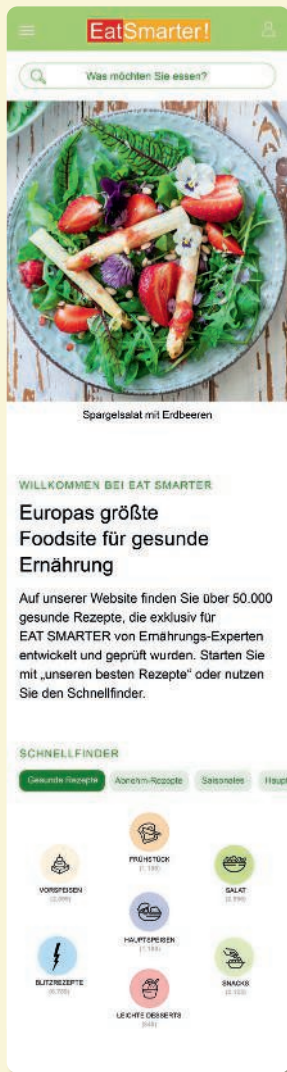 EatSmarter!
Was möchten Sie essen?
Spargelsalat mit Erdbeeren
WILLKOMMEN BEI EAT SMARTER
Europas größte
Foodsite für gesunde
Ernährung
Auf unserer Website finden Sie über 50.000
gesunde Rezepte, die exklusiv für
EAT SMARTER von Ernährungs-Experten
entwickelt und geprüft wurden. Starten Sie
mit „unseren besten Rezepte“ oder nutzen
Sie den Schnellfinder.
SCHNELLFINDER
Gesunde Rezepte Abnehm-Rezepte Saisonales Haupt
FRÜHSTÜCK
VORSPEISEN
SALAT
HAUPTSPEISEN
BLITZREZEPTE
SNACKS
LEICHTE DESSERTS